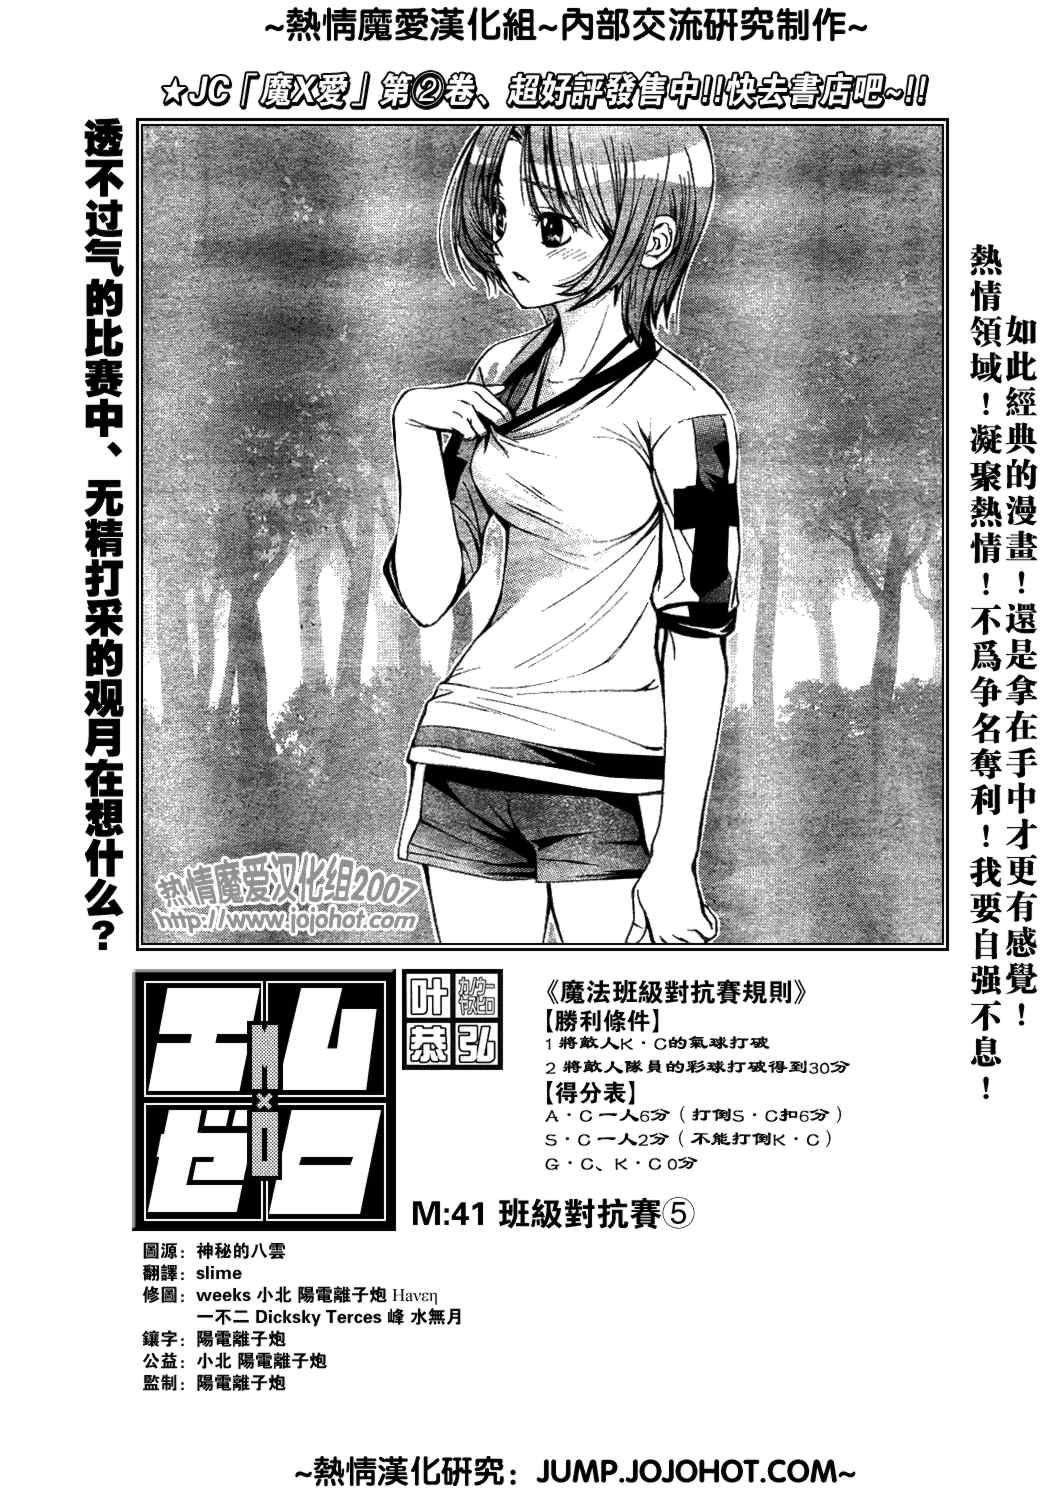 ~熱情魔愛漢化組~內部交流研究制作~
★JC「魔X愛」第②卷、超好評發售中!!快去書店吧~!!
如此經典的漫畫！還是拿在手中才更有感覺！
熱情領域！凝聚熱情！不爲争名奪利！我要自强不息！
透不过气的比赛中、无精打采的观月在想什么？
热情魔爱汉化组2007
http://www.jojohot.com
エム
M×0
ゼロ
叶恭弘
カノウヤスヒロ
《魔法班級對抗賽規則》
【勝利條件】
1 將敵人K・C的氣球打破
2 將敵人隊員的彩球打破得到30分
【得分表】
A・C 一人6分（打倒S・C扣6分）
S・C 一人2分（不能打倒K・C）
G・C、K・C 0分
M:41 班級對抗賽⑤
圖源：神秘的八雲
翻譯：slime
修圖：weeks 小北 陽電離子炮 Haνεη
一不二 Dicksky Terces 峰 水無月
鑲字：陽電離子炮
公益：小北 陽電離子炮
監制：陽電離子炮
~熱情漢化研究：JUMP.JOJOHOT.COM~